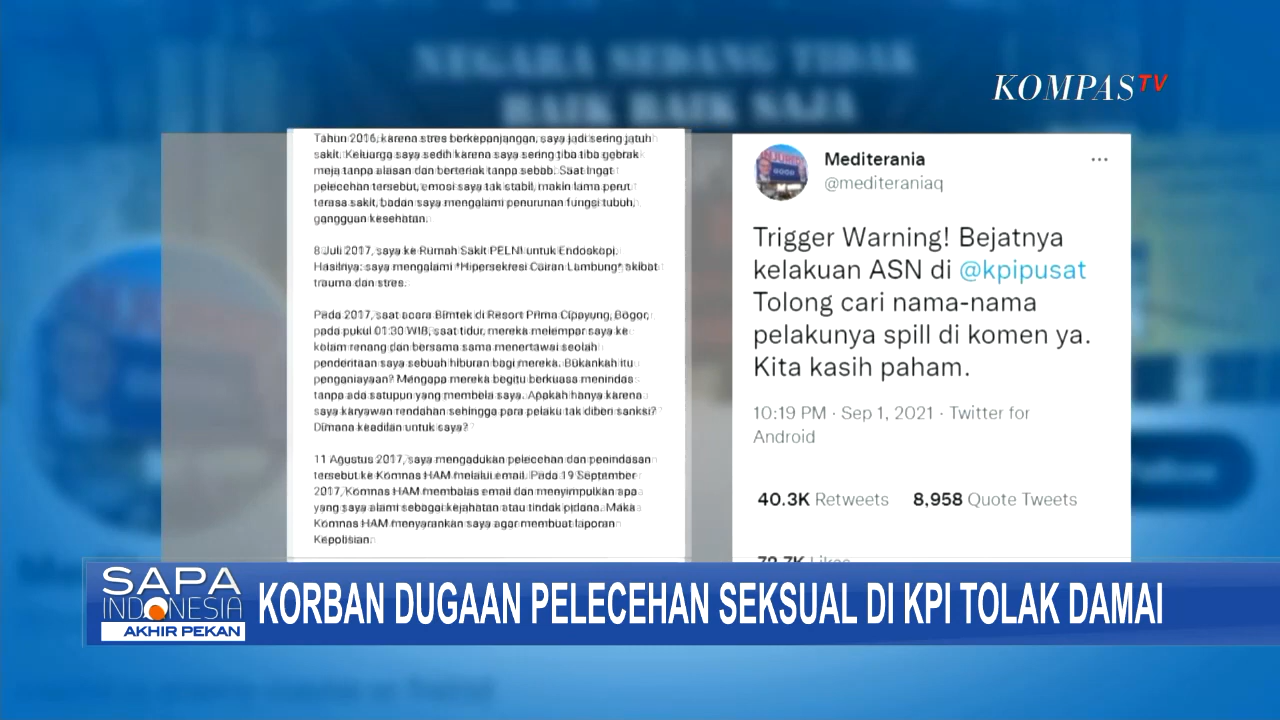 NEGARA SEDANG TIDAK
BAIK BAIK SAJA
KOMPAS TV
Tahun 2016, karena stres berkepanjangan, saya jadi sering jatuh
sakit. Keluarga saya sedih karena saya sering tiba tiba gebrak
meja tanpa alasan dan berteriak tanpa sebab. Saat ingat
pelecehan tersebut, emosi saya tak stabil, makin lama perut
terasa sakit, badan saya mengalami penurunan fungsi tubuh,
gangguan kesehatan.
8 Juli 2017, saya ke Rumah Sakit PELNI untuk Endoskopi.
Hasilnya: saya mengalami *Hipersekresi Cairan Lambung* akibat
trauma dan stres.
Pada 2017, saat acara Bimtek di Resort Prima Cipayung, Bogor,
pada pukul 01:30 WIB, saat tidur, mereka melempar saya ke
kolam renang dan bersama sama menertawai seolah
penderitaan saya sebuah hiburan bagi mereka. Bukankah itu
penganiayaan? Mengapa mereka begitu berkuasa menindas
tanpa ada satupun yang membela saya. Apakah hanya karena
saya karyawan rendahan sehingga para pelaku tak diberi sanksi?
Dimana keadilan untuk saya?
11 Agustus 2017, saya mengadukan pelecehan dan penindasan
tersebut ke Komnas HAM melalui email. Pada 19 September
2017, Komnas HAM membalas email dan menyimpulkan apa
yang saya alami sebagai kejahatan atau tindak pidana. Maka
Komnas HAM menyarankan saya agar membuat laporan
Kepolisian.
Mediterania
@mediteraniaq
GOOD
Trigger Warning! Bejatnya
kelakuan ASN di @kpipusat
Tolong cari nama-nama
pelakunya spill di komen ya.
Kita kasih paham.
10:19 PM · Sep 1, 2021 · Twitter for
Android
40.3K Retweets 8,958 Quote Tweets
SAPA
INDONESIA
AKHIR PEKAN
KORBAN DUGAAN PELECEHAN SEKSUAL DI KPI TOLAK DAMAI